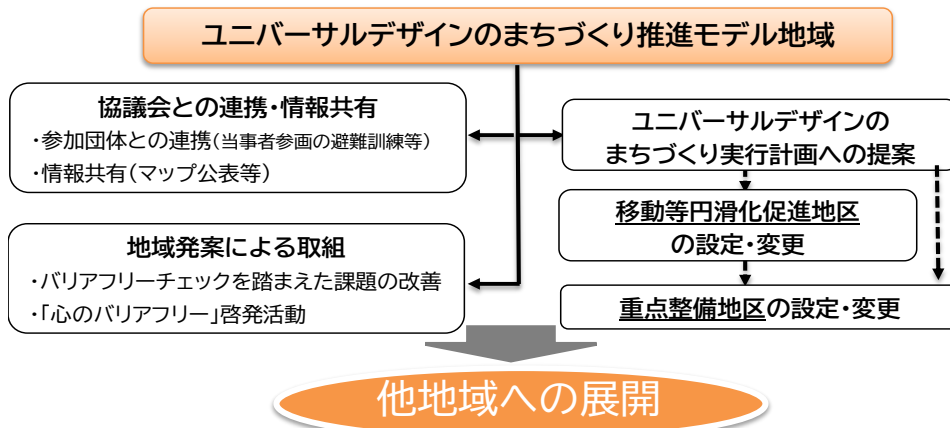 ユニバーサルデザインのまちづくり推進モデル地域
協議会との連携・情報共有
・参加団体との連携(当事者参画の避難訓練等)
・情報共有(マップ公表等)
ユニバーサルデザインの
まちづくり実行計画への提案
移動等円滑化促進地区
の設定・変更
地域発案による取組
・バリアフリーチェックを踏まえた課題の改善
・「心のバリアフリー」啓発活動
重点整備地区の設定・変更
他地域への展開